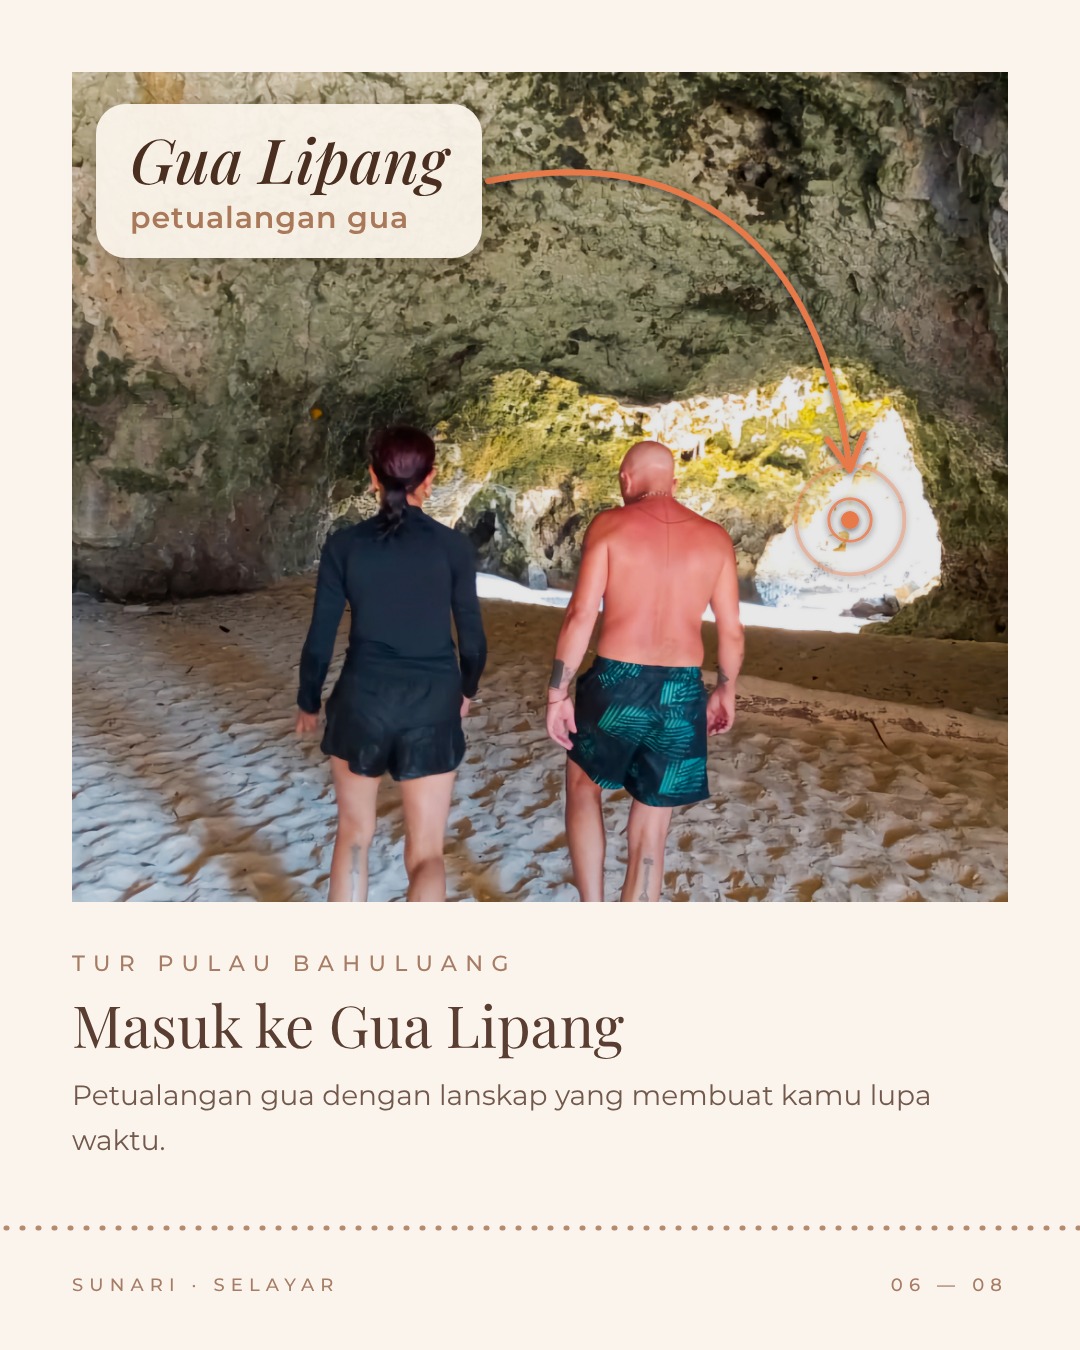 Gua Lipang
petualangan gua
TUR PULAU BAHULUANG
Masuk ke Gua Lipang
Petualangan gua dengan lanskap yang membuat kamu lupa
waktu.
SUNARI · SELAYAR
06 — 08